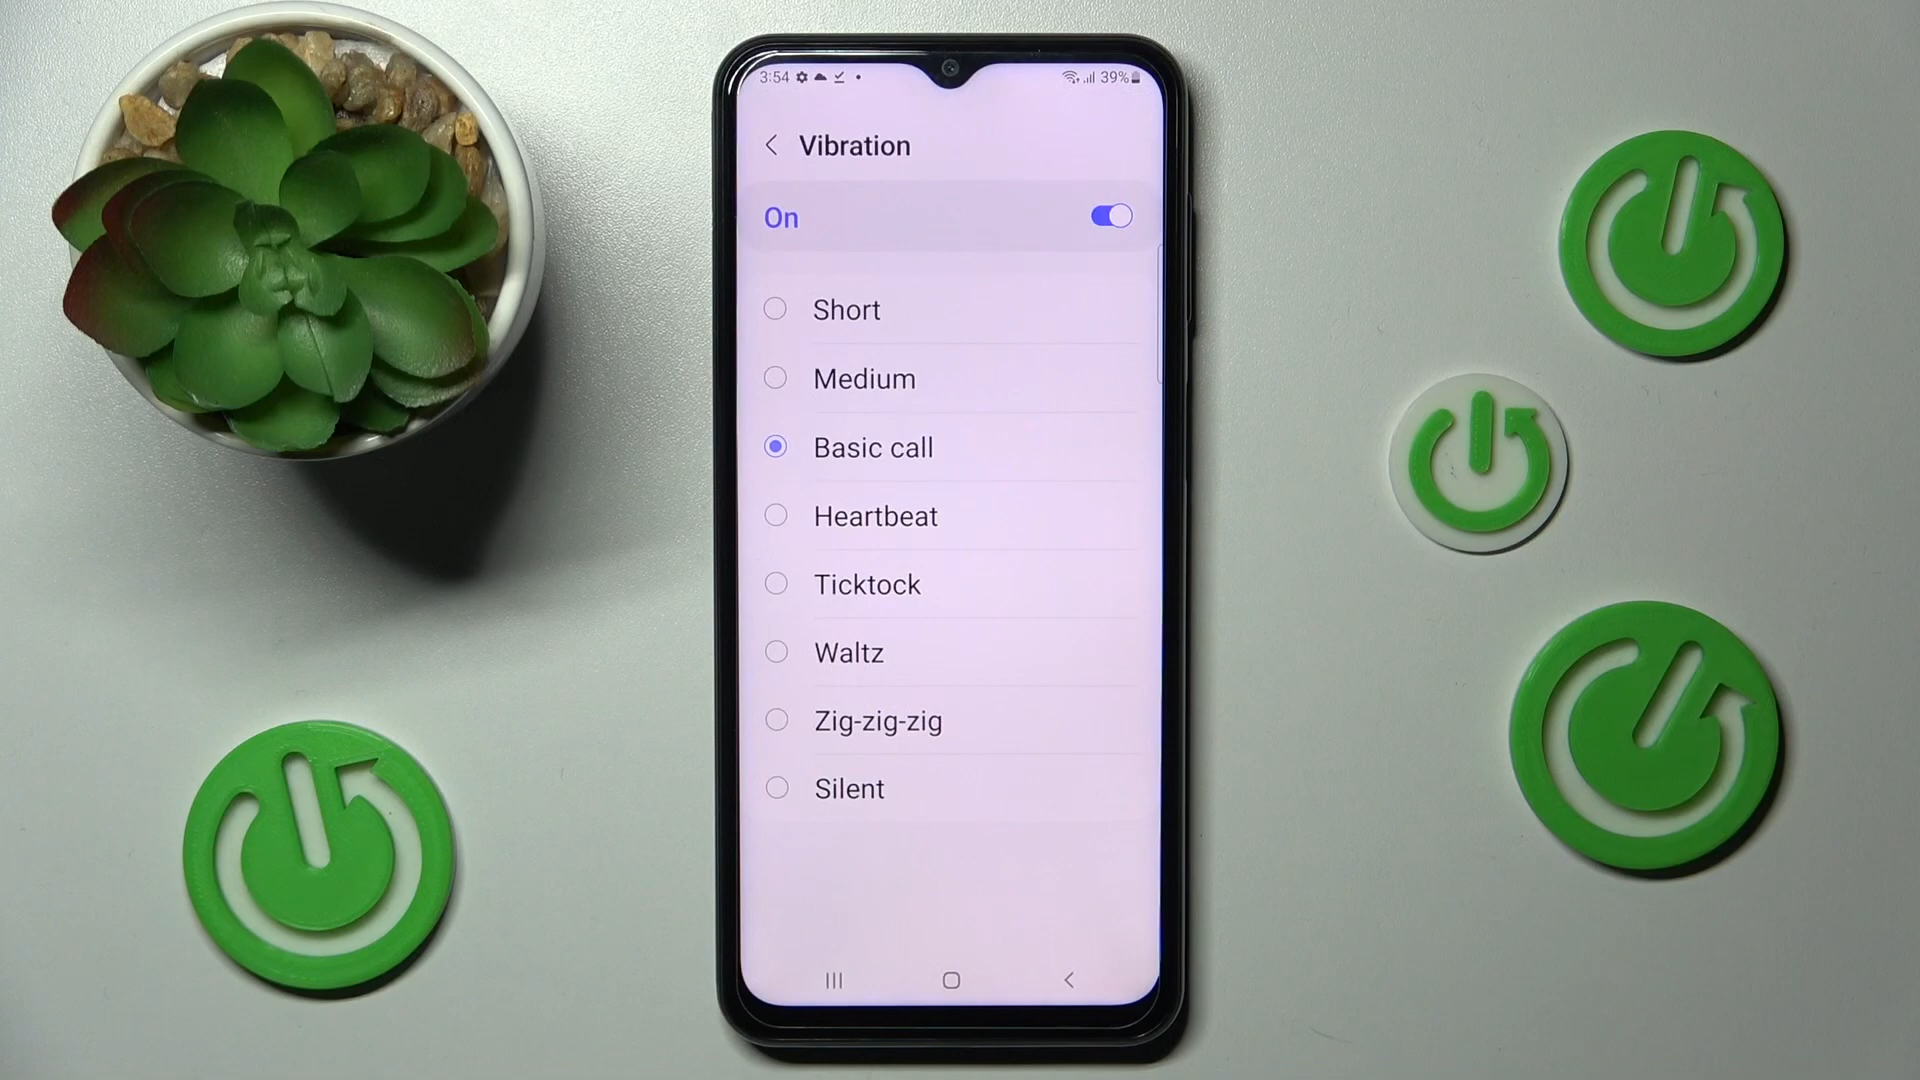 3:54
39%
Vibration
On
Short
Medium
Basic call
Heartbeat
Ticktock
Waltz
Zig-zig-zig
Silent